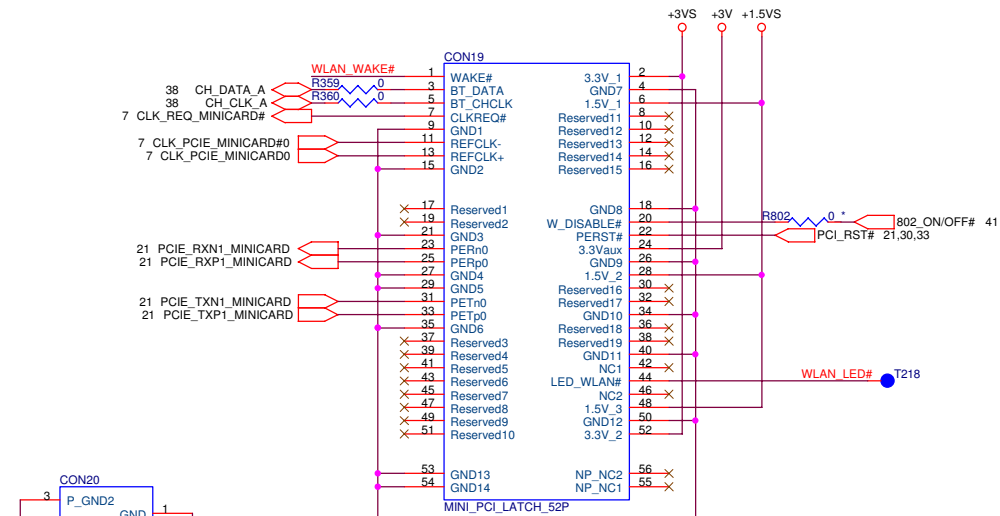 +3VS +3V +1.5VS
CON19
WLAN_WAKE# 1 WAKE# 3.3V_1 2
38 CH_DATA_A R359 0 3 BT_DATA GND7 4
38 CH_CLK_A R360 0 5 BT_CHCLK 1.5V_1 6
7 CLK_REQ_MINICARD# 7 CLKREQ# Reserved11 8
9 GND1 Reserved12 10
7 CLK_PCIE_MINICARD#0 11 REFCLK- Reserved13 12
7 CLK_PCIE_MINICARD0 13 REFCLK+ Reserved14 14
15 GND2 Reserved15 16
17 Reserved1 GND8 18
19 Reserved2 W_DISABLE# 20 R802 0_* 802_ON/OFF# 41
21 GND3 PERST# 22 PCI_RST# 21,30,33
21 PCIE_RXN1_MINICARD 23 PERn0 3.3Vaux 24
21 PCIE_RXP1_MINICARD 25 PERp0 GND9 26
27 GND4 1.5V_2 28
29 GND5 Reserved16 30
21 PCIE_TXN1_MINICARD 31 PETn0 Reserved17 32
21 PCIE_TXP1_MINICARD 33 PETp0 GND10 34
35 GND6 Reserved18 36
37 Reserved3 Reserved19 38
39 Reserved4 GND11 40
41 Reserved5 NC1 42
43 Reserved6 LED_WLAN# 44 WLAN_LED# T218
45 Reserved7 NC2 46
47 Reserved8 1.5V_3 48
49 Reserved9 GND12 50
51 Reserved10 3.3V_2 52
53 GND13 NP_NC2 56
54 GND14 NP_NC1 55
MINI_PCI_LATCH_52P
CON20
3 P_GND2
GND 1